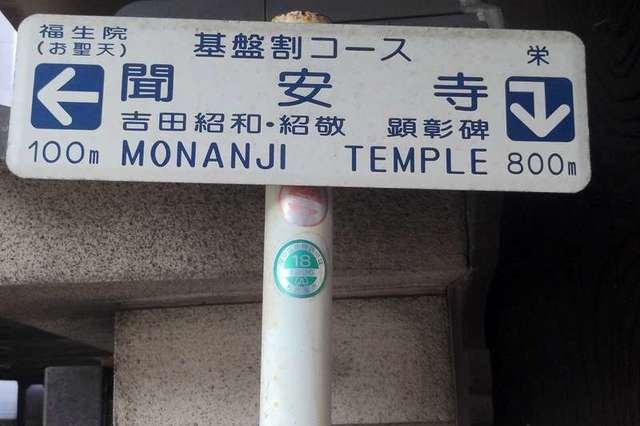 福生院
(お聖天)
基盤割コース
栄
聞安寺
吉田紹和・紹敬 顕彰碑
100m MONANJI TEMPLE 800m
18